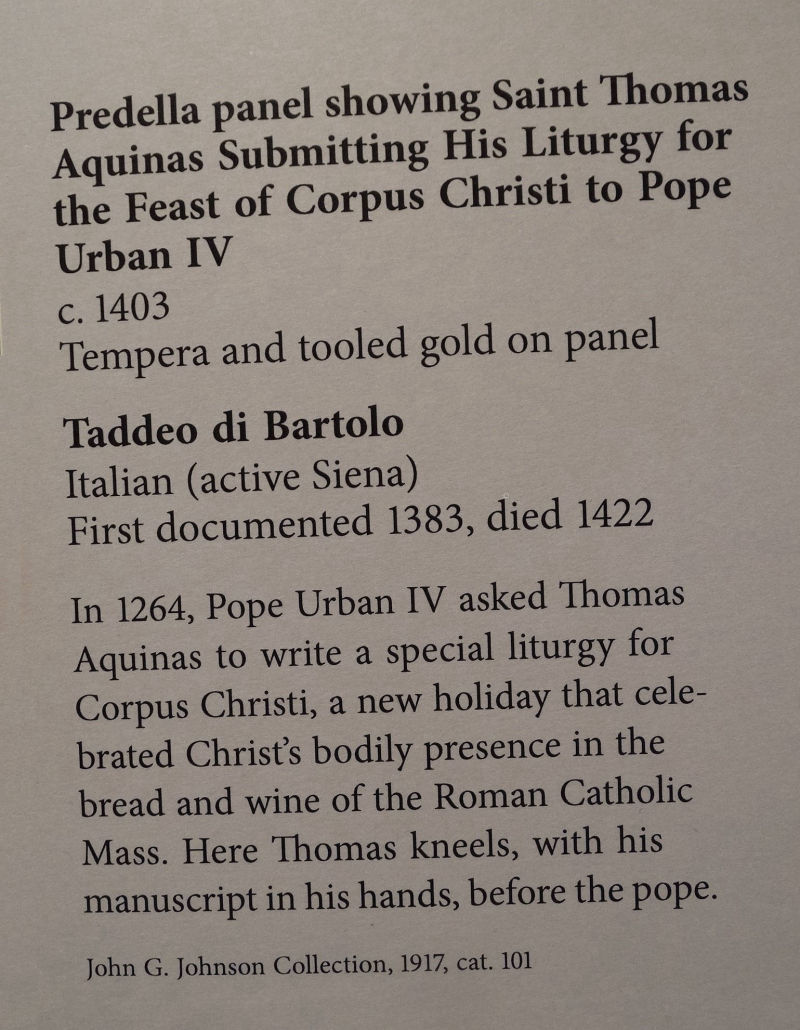 Predella panel showing Saint Thomas
Aquinas Submitting His Liturgy for
the Feast of Corpus Christi to Pope
Urban IV
c. 1403
Tempera and tooled gold on panel
Taddeo di Bartolo
Italian (active Siena)
First documented 1383, died 1422
In 1264, Pope Urban IV asked Thomas
Aquinas to write a special liturgy for
Corpus Christi, a new holiday that cele-
brated Christ's bodily presence in the
bread and wine of the Roman Catholic
Mass. Here Thomas kneels, with his
manuscript in his hands, before the pope.
John G. Johnson Collection, 1917, cat. 101